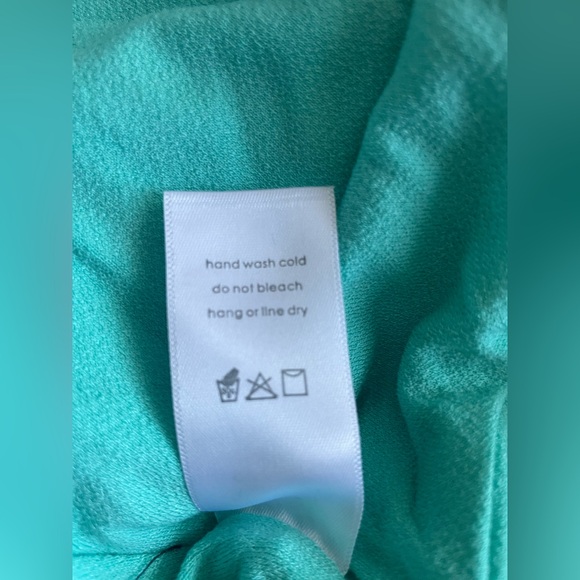 hand wash cold
do not bleach
hang or line dry